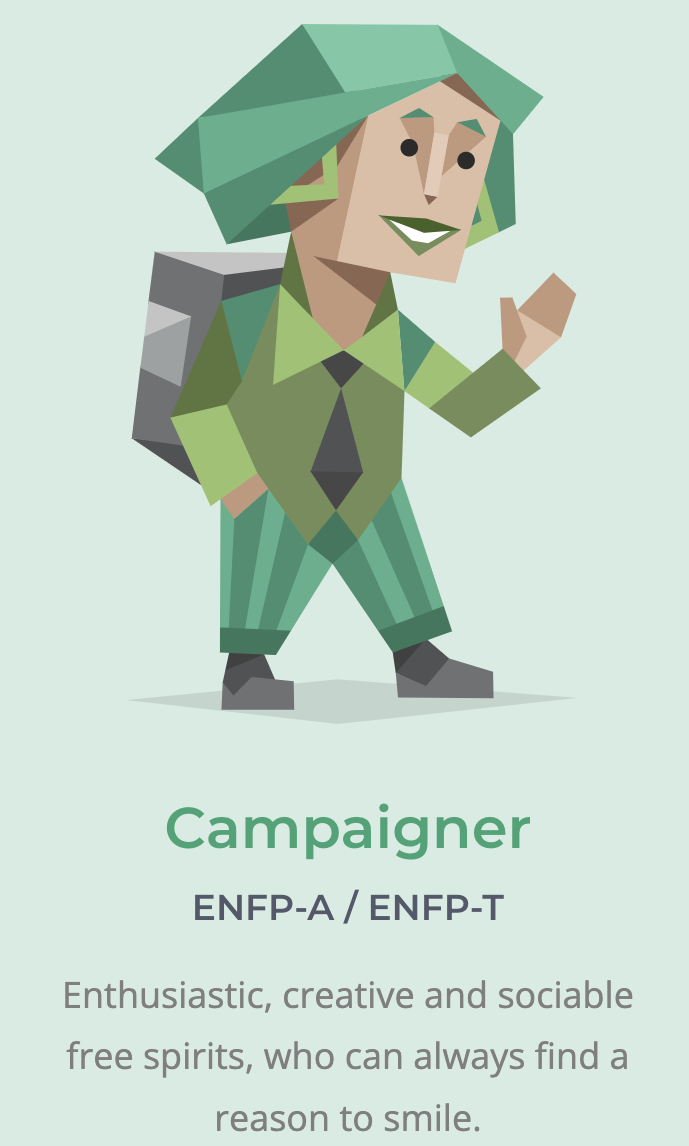 Campaigner
ENFP-A / ENFP-T
Enthusiastic, creative and sociable
free spirits, who can always find a
reason to smile.